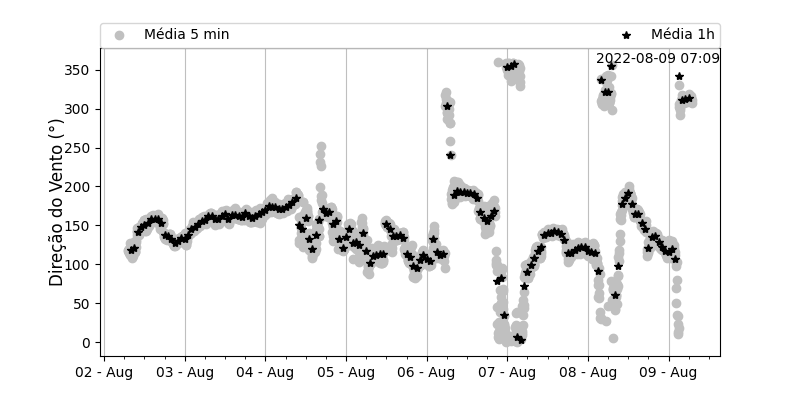 Média 5 min
Média 1h
2022-08-09 07:09
Direção do Vento (°)
350
300
250
200
150
100
50
0
02 - Aug
03 - Aug
04 - Aug
05 - Aug
06 - Aug
07 - Aug
08 - Aug
09 - Aug